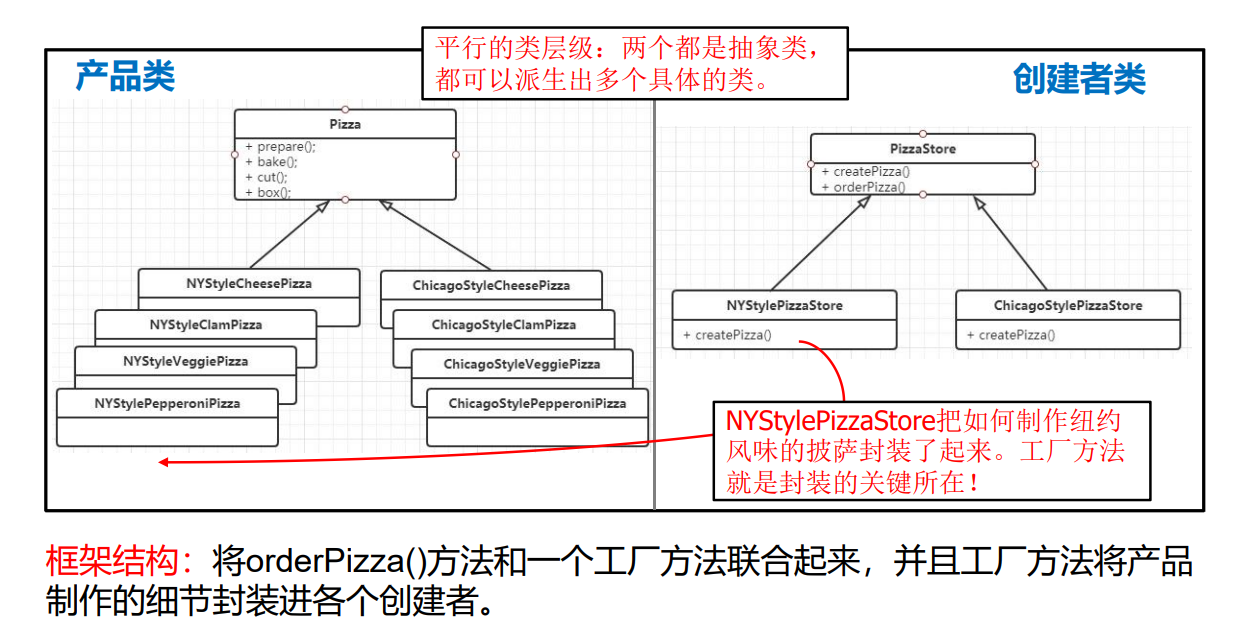 平行的类层级：两个都是抽象类，
都可以派生出多个具体的类。
产品类
创建者类
Pizza
+ prepare();
+ bake();
+ cut();
+ box();
NYStyleCheesePizza
NYStyleClamPizza
NYStyleVeggiePizza
NYStylePepperoniPizza
ChicagoStyleCheesePizza
ChicagoStyleClamPizza
ChicagoStyleVeggiePizza
ChicagoStylePepperoniPizza
PizzaStore
+ createPizza()
+ orderPizza()
NYStylePizzaStore
+ createPizza()
ChicagoStylePizzaStore
+ createPizza()
NYStylePizzaStore把如何制作纽约
风味的披萨封装了起来。工厂方法
就是封装的关键所在！
框架结构：将orderPizza()方法和一个工厂方法联合起来，并且工厂方法将产品
制作的细节封装进各个创建者。